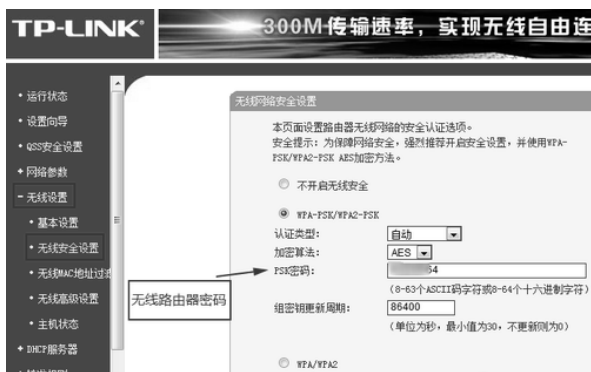 TP-LINK®
300M传输速率，实现无线自由连
• 运行状态
• 设置向导
• QSS安全设置
+ 网络参数
- 无线设置
• 基本设置
• 无线安全设置
• 无线MAC地址过滤
• 无线高级设置
• 主机状态
+ DHCP服务器
无线网络安全设置
本页面设置路由器无线网络的安全认证选项。
安全提示：为保障网络安全，强烈推荐开启安全设置，并使用WPA-
PSK/WPA2-PSK AES加密方法。
不开启无线安全
WPA-PSK/WPA2-PSK
认证类型： 自动
加密算法： AES
PSK密码： 54
（8-63个ASCII码字符或8-64个十六进制字符）
无线路由器密码
组密钥更新周期： 86400
（单位为秒，最小值为30，不更新则为0）
WPA/WPA2